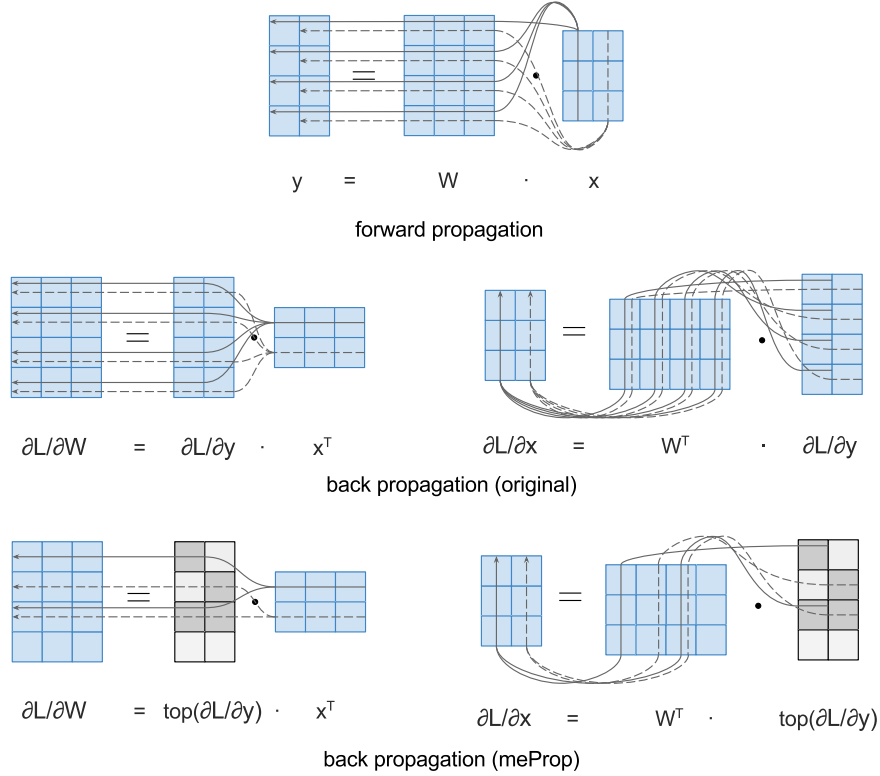 =
y = W · x
forward propagation
= =
∂L/∂W = ∂L/∂y · xᵀ ∂L/∂x = Wᵀ · ∂L/∂y
back propagation (original)
= =
∂L/∂W = top(∂L/∂y) · xᵀ ∂L/∂x = Wᵀ · top(∂L/∂y)
back propagation (meProp)